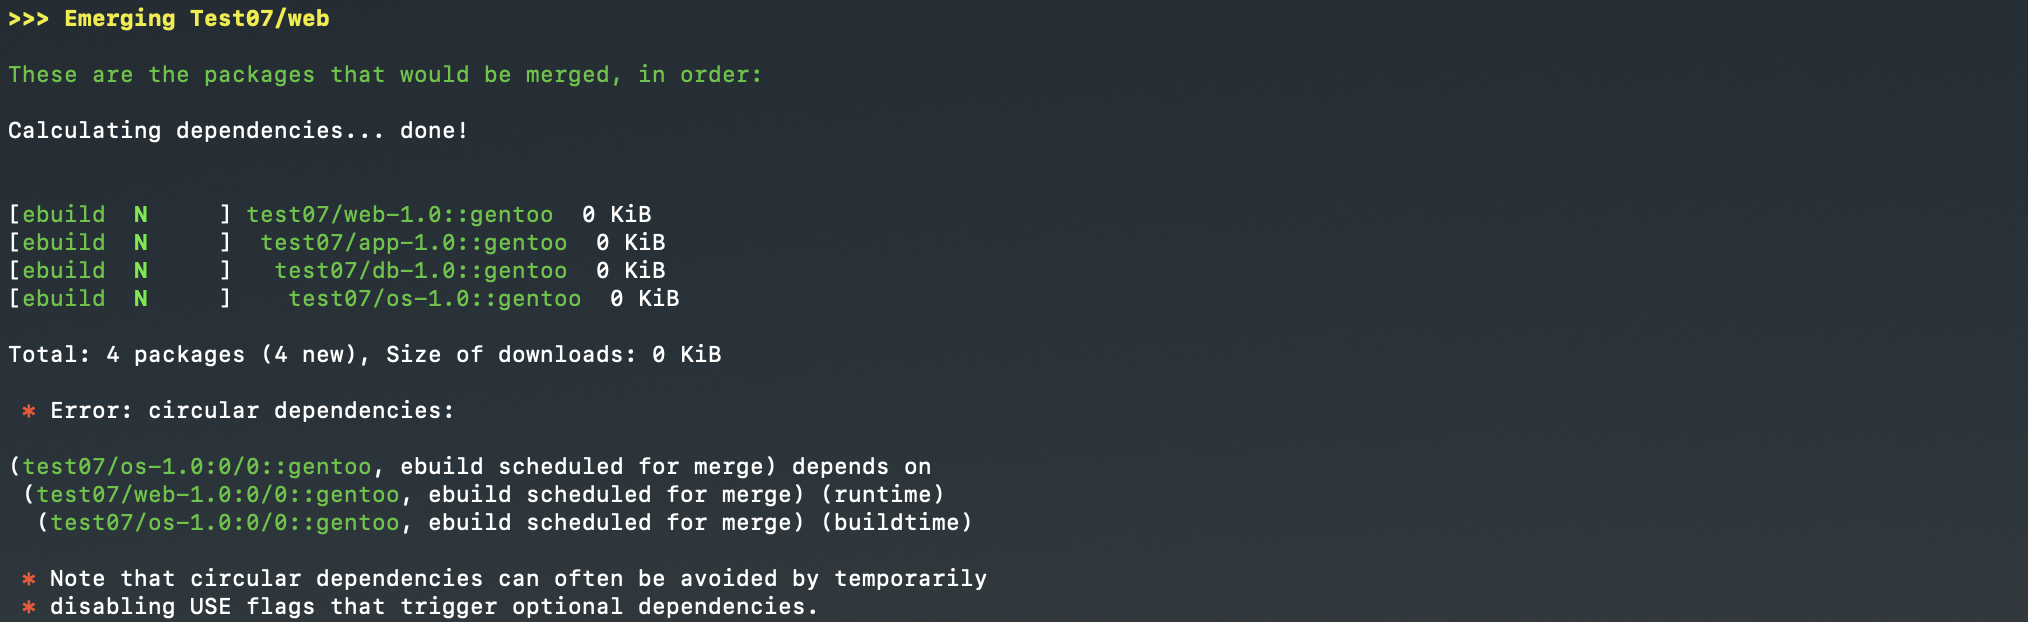 >>> Emerging Test07/web
These are the packages that would be merged, in order:
Calculating dependencies... done!
[ebuild  N     ] test07/web-1.0::gentoo  0 KiB
[ebuild  N     ]  test07/app-1.0::gentoo  0 KiB
[ebuild  N     ]   test07/db-1.0::gentoo  0 KiB
[ebuild  N     ]    test07/os-1.0::gentoo  0 KiB
Total: 4 packages (4 new), Size of downloads: 0 KiB
 * Error: circular dependencies:
(test07/os-1.0:0/0::gentoo, ebuild scheduled for merge) depends on
 (test07/web-1.0:0/0::gentoo, ebuild scheduled for merge) (runtime)
  (test07/os-1.0:0/0::gentoo, ebuild scheduled for merge) (buildtime)
 * Note that circular dependencies can often be avoided by temporarily
 * disabling USE flags that trigger optional dependencies.